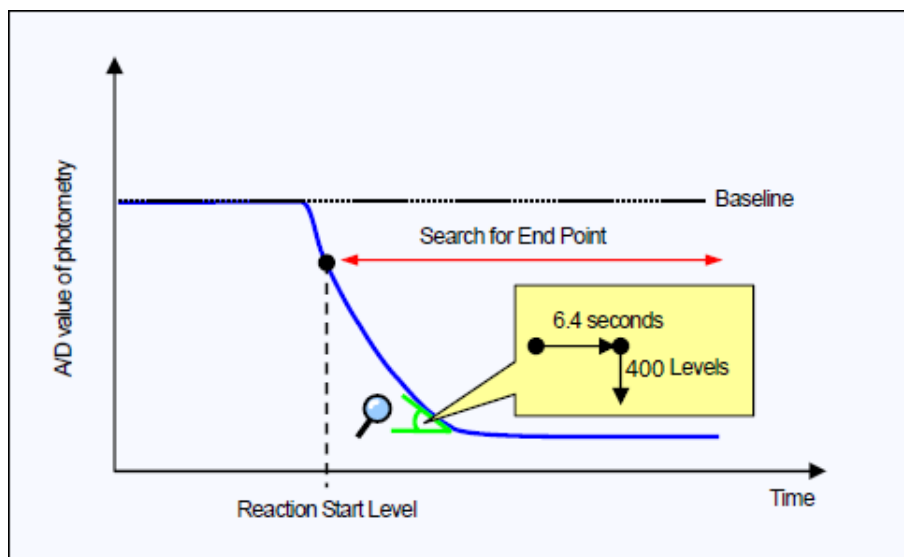 A/D value of photometry
Baseline
Search for End Point
6.4 seconds
400 Levels
Reaction Start Level
Time